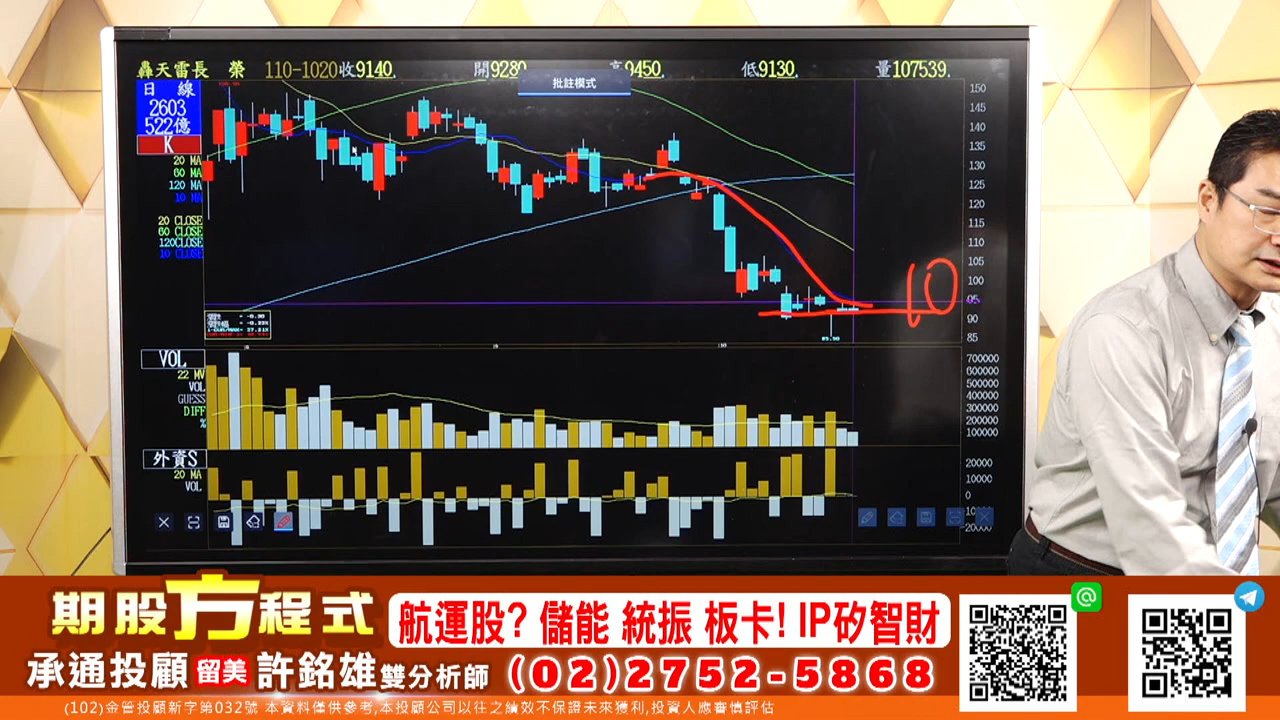 轟天雷長 榮 110-1020收9140. 開9280 高9450. 低9130. 量107539.
批註模式
日 線
2603
522億
K
20 MA
60 MA
120 MA
10 MA
20 CLOSE
60 CLOSE
120CLOSE
10 CLOSE
150
145
140
135
130
125
120
115
110
105
100
95
90
85
10
VOL
22 MV
VOL
GUESS
DIFF
%
700000
600000
500000
400000
300000
200000
100000
外資S
20 MA
VOL
20000
10000
0
-20000
期股方程式
航運股? 儲能 統振 板卡! IP矽智財
承通投顧 留美 許銘雄 雙分析師 (02)2752-5868
(102)金管投顧新字第032號 本資料僅供參考,本投顧公司以往之績效不保證未來獲利,投資人應審慎評估